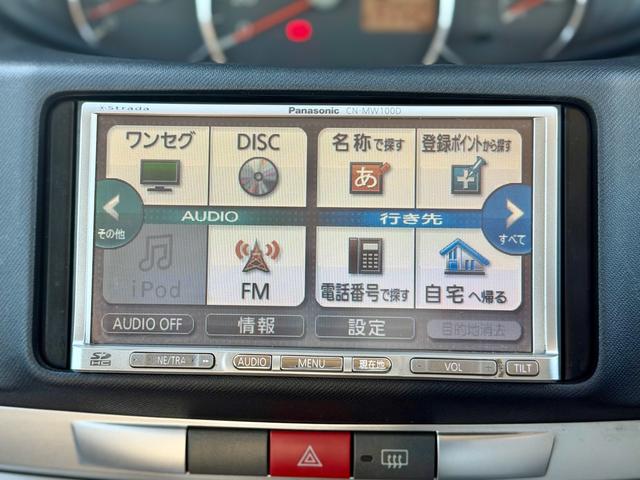 Strada
Panasonic CN-MW100D
ワンセグ
DISC
名称で探す
登録ポイントから探す
あ
その他
AUDIO
行き先
すべて
iPod
FM
電話番号で探す
自宅へ帰る
AUDIO OFF
情報
設定
目的地消去
SD HC
NE/TRA
AUDIO
MENU
現在地
VOL
TILT